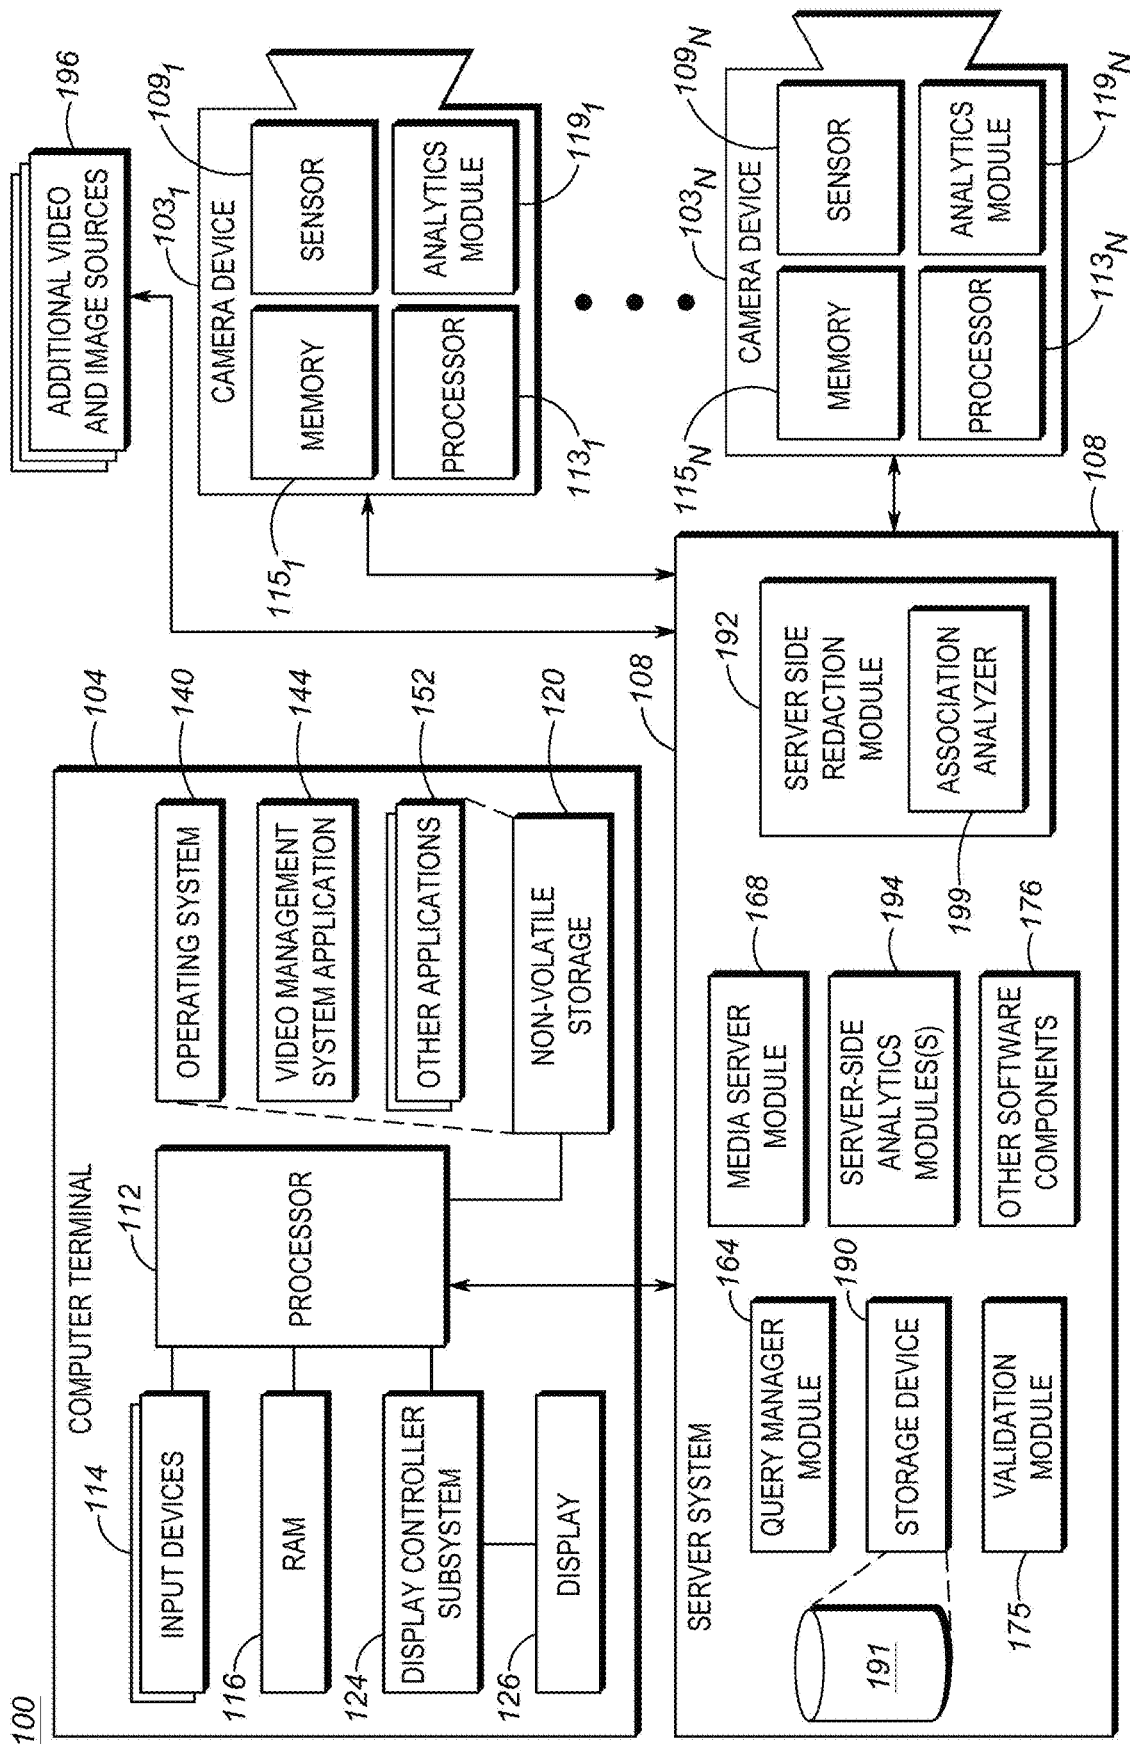 100
COMPUTER TERMINAL
104
114
INPUT DEVICES
116
RAM
124
DISPLAY CONTROLLER
SUBSYSTEM
126
DISPLAY
112
PROCESSOR
OPERATING SYSTEM
140
VIDEO MANAGEMENT
SYSTEM APPLICATION
144
OTHER APPLICATIONS
152
NON-VOLATILE
STORAGE
120
ADDITIONAL VIDEO
AND IMAGE SOURCES
196
CAMERA DEVICE
103₁
MEMORY
115₁
SENSOR
109₁
PROCESSOR
113₁
ANALYTICS
MODULE
119₁
CAMERA DEVICE
103N
MEMORY
115N
SENSOR
109N
PROCESSOR
113N
ANALYTICS
MODULE
119N
SERVER SYSTEM
108
108
191
QUERY MANAGER
MODULE
164
STORAGE DEVICE
190
VALIDATION
MODULE
175
MEDIA SERVER
MODULE
168
SERVER-SIDE
ANALYTICS
MODULES(S)
194
OTHER SOFTWARE
COMPONENTS
176
SERVER SIDE
REDACTION
MODULE
192
ASSOCIATION
ANALYZER
199